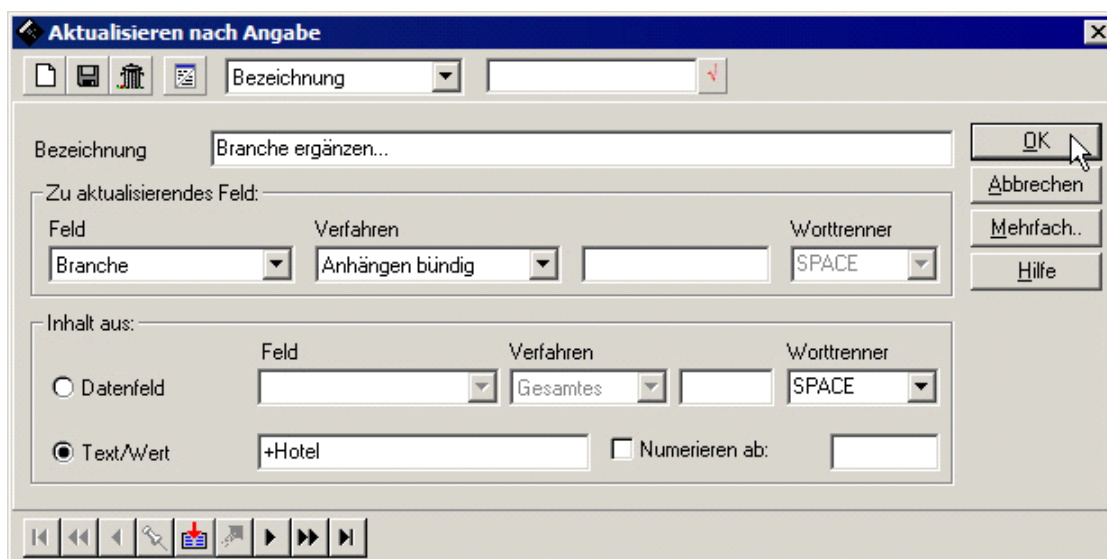 Aktualisieren nach Angabe
Bezeichnung
Bezeichnung Branche ergänzen...
OK
Abbrechen
Mehrfach..
Hilfe
Zu aktualisierendes Feld:
Feld Verfahren Worttrenner
Branche Anhängen bündig SPACE
Inhalt aus:
Feld Verfahren Worttrenner
Datenfeld Gesamtes SPACE
Text/Wert +Hotel Numerieren ab: